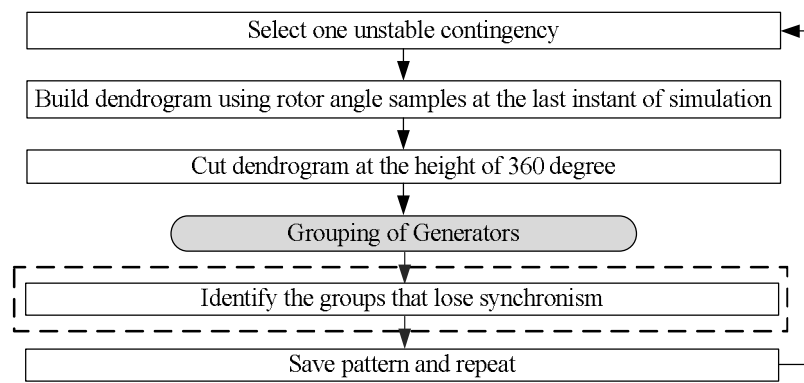 Select one unstable contingency
Build dendrogram using rotor angle samples at the last instant of simulation
Cut dendrogram at the height of 360 degree
Grouping of Generators
Identify the groups that lose synchronism
Save pattern and repeat